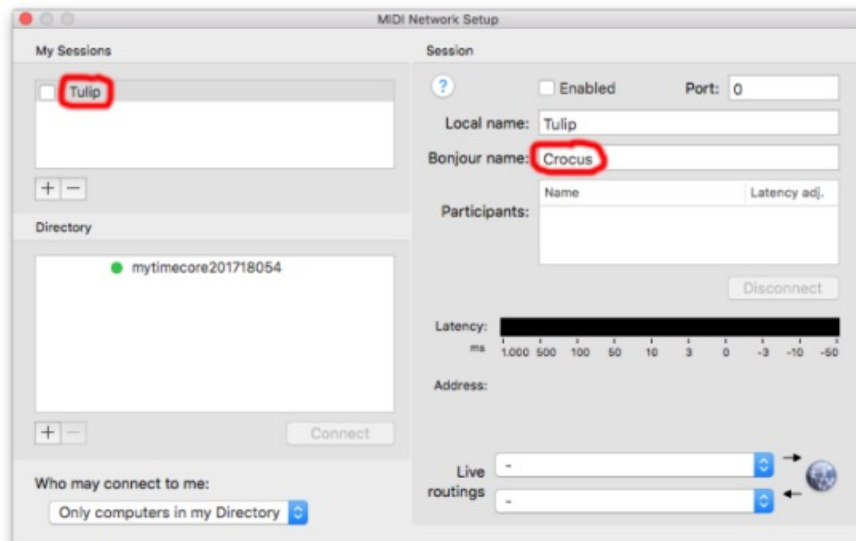 MIDI Network Setup
My Sessions
Tulip
+ −
Directory
mytimecore201718054
+ −
Connect
Who may connect to me:
Only computers in my Directory
Session
?
Enabled
Port: 0
Local name: Tulip
Bonjour name: Crocus
Participants:
Name Latency adj.
Disconnect
Latency:
ms 1.000 500 100 50 10 3 0 -3 -10 -50
Address:
Live routings
-
-